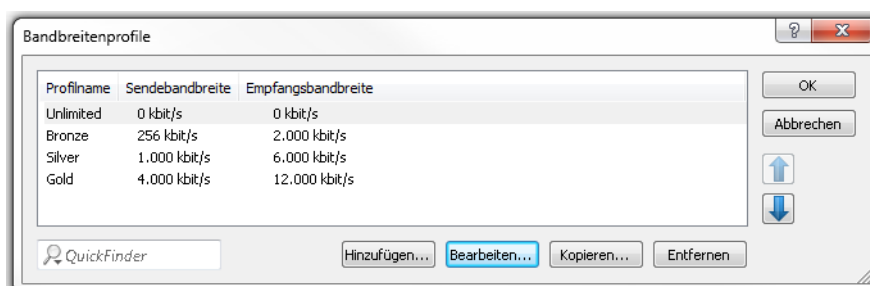 Bandbreitenprofile
Profilname Sendebandbreite Empfangsbandbreite
Unlimited 0 kbit/s 0 kbit/s
Bronze 256 kbit/s 2.000 kbit/s
Silver 1.000 kbit/s 6.000 kbit/s
Gold 4.000 kbit/s 12.000 kbit/s
OK
Abbrechen
QuickFinder
Hinzufügen... Bearbeiten... Kopieren... Entfernen